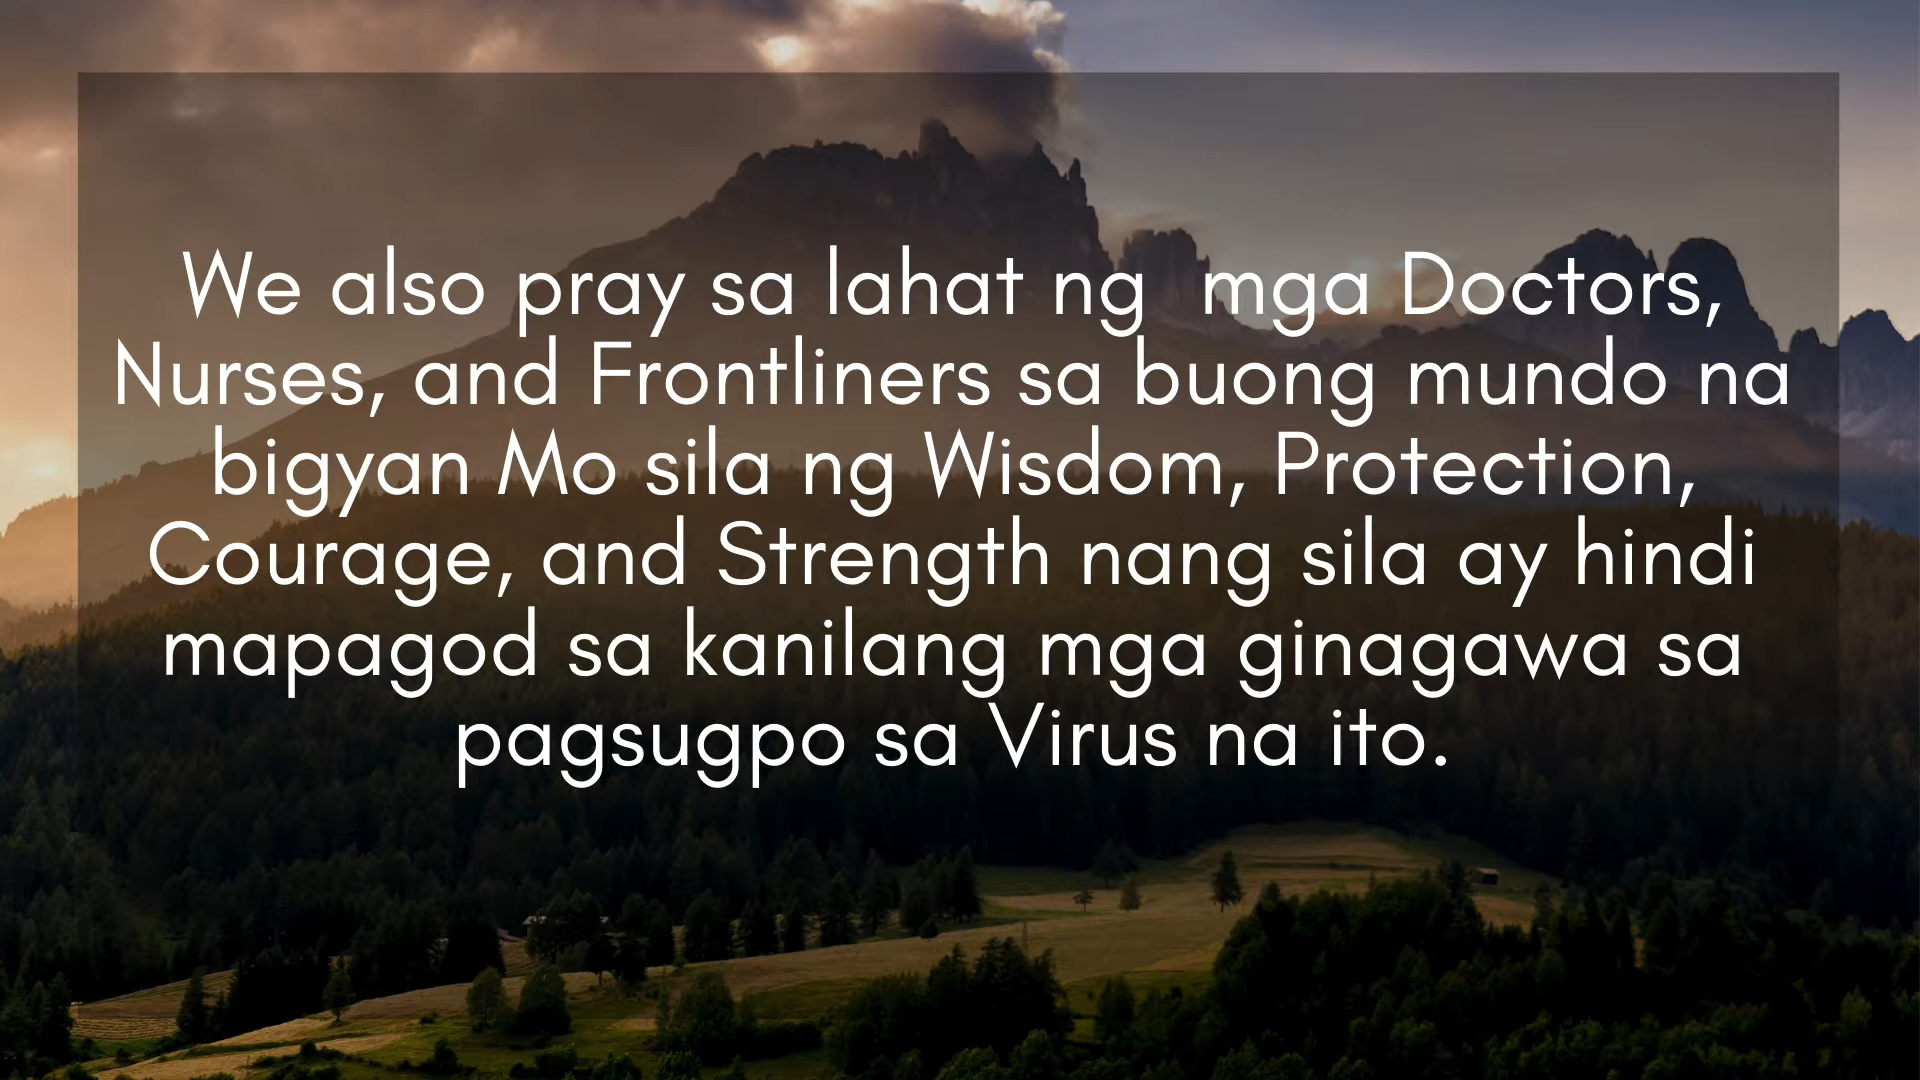 We also pray sa lahat ng  mga Doctors,
Nurses, and Frontliners sa buong mundo na
bigyan Mo sila ng Wisdom, Protection,
Courage, and Strength nang sila ay hindi
mapagod sa kanilang mga ginagawa sa
pagsugpo sa Virus na ito.